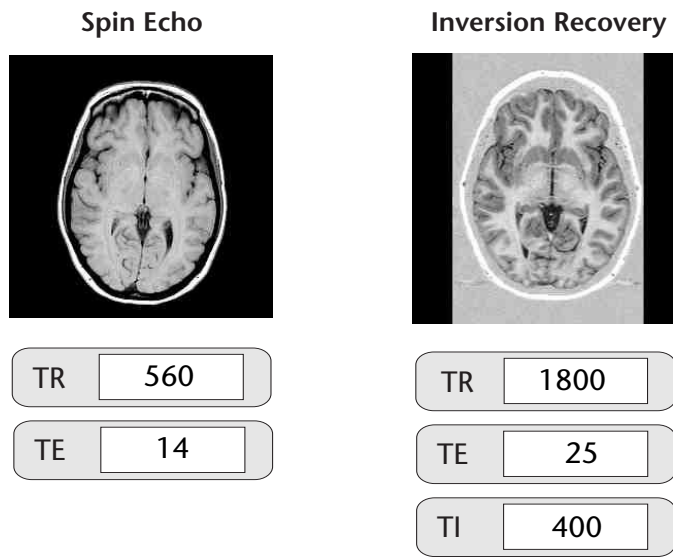 Spin Echo
Inversion Recovery
TR 560
TE 14
TR 1800
TE 25
TI 400